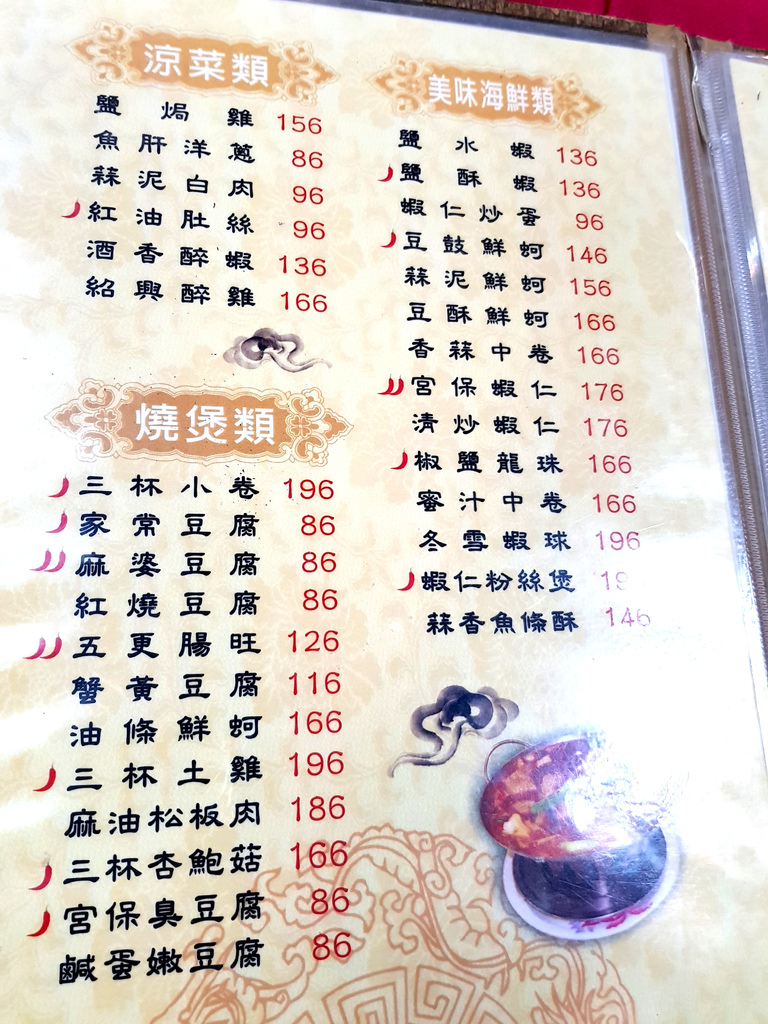 涼菜類
鹽焗雞 156
魚肝洋蔥 86
蒜泥白肉 96
紅油肚絲 96
酒香醉蝦 136
紹興醉雞 166
燒煲類
三杯小卷 196
家常豆腐 86
麻婆豆腐 86
紅燒豆腐 86
五更腸旺 126
蟹黃豆腐 116
油條鮮蚵 166
三杯土雞 196
麻油松板肉 186
三杯杏鮑菇 166
宮保臭豆腐 86
鹹蛋嫩豆腐 86
美味海鮮類
鹽水蝦 136
鹽酥蝦 136
蝦仁炒蛋 96
豆鼓鮮蚵 146
蒜泥鮮蚵 156
豆酥鮮蚵 166
香蒜中卷 166
宮保蝦仁 176
清炒蝦仁 176
椒鹽龍珠 166
蜜汁中卷 166
冬雪蝦球 196
蝦仁粉絲煲
蒜香魚條酥 146